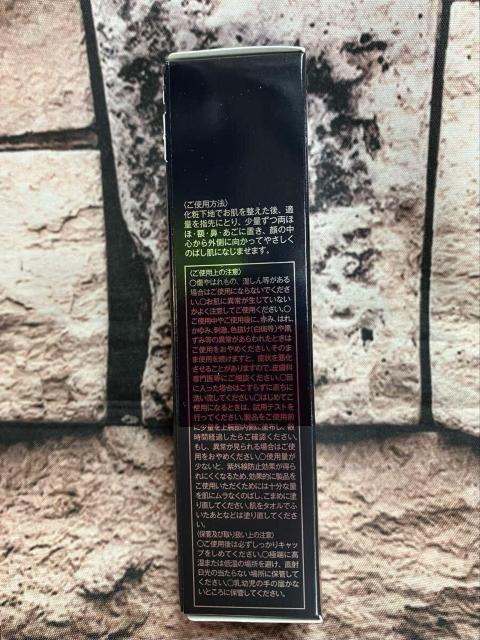 〈ご使用方法〉
化粧下地でお肌を整えた後、適
量を指先にとり、少量ずつ両ほ
ほ・額・鼻・あごに置き、顔の中
心から外側に向かってやさしく
のばし肌になじませます。
〈ご使用上の注意〉
○傷やはれもの、湿しん等がある
場合はご使用にならないでくださ
い。○お肌に異常が生じていない
かよく注意してご使用ください。○
ご使用中やご使用後に、赤み、はれ、
かゆみ、刺激、色抜け(白斑等)や黒
ずみ等の異常があらわれたときは
ご使用をおやめください。そのま
ま使用を続けますと、症状を悪化
させることがありますので、皮膚科
専門医等にご相談ください。○目
に入った場合はこすらずに直ちに
洗い流してください。○はじめてご
使用になるときは、試用テストを
行ってください。製品をご使用前
に少量を上腕部内側に塗布し、数
時間経過したらご確認ください。
もし、異常が見られる場合はご使
用をおやめください。○使用量が
少ないと、紫外線防止効果が得ら
れにくくなるため、効果的に製品を
ご使用いただくためには十分な量
を肌にムラなくのばし、こまめに塗
り直してください。肌をタオルでふ
いたあとなどは塗り直してくださ
い。
〈保管及び取り扱い上の注意〉
○ご使用後は必ずしっかりキャッ
プをしめてください。○極端に高
温または低温の場所を避け、直射
日光の当たらない場所に保管して
ください。○乳幼児の手の届かな
いところに保管してください。